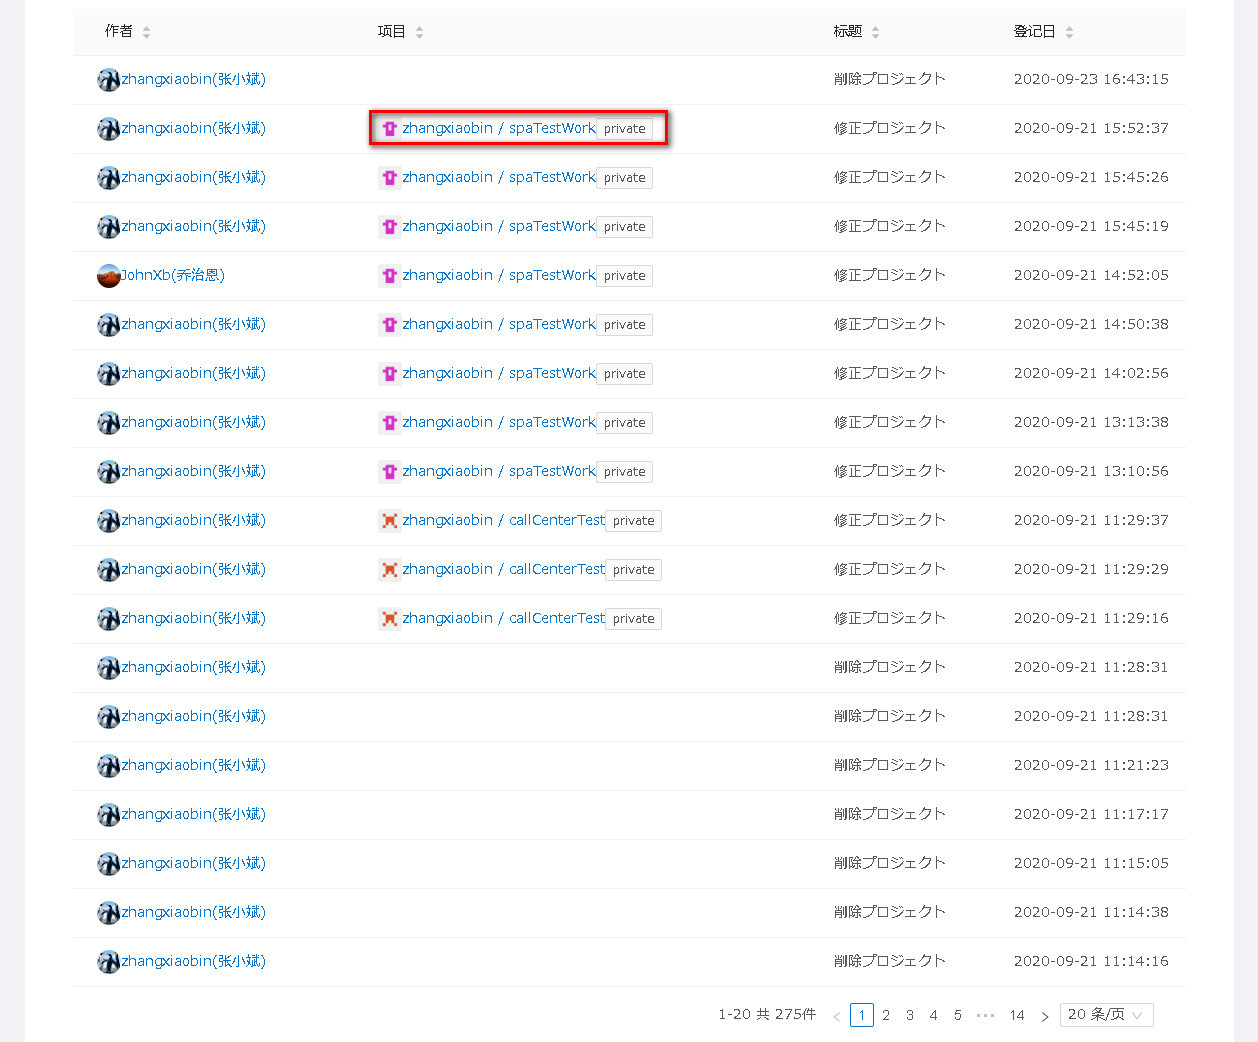 作者 项目 标题 登记日
zhangxiaobin(张小斌) 削除プロジェクト 2020-09-23 16:43:15
zhangxiaobin(张小斌) zhangxiaobin / spaTestWork private 修正プロジェクト 2020-09-21 15:52:37
zhangxiaobin(张小斌) zhangxiaobin / spaTestWork private 修正プロジェクト 2020-09-21 15:45:26
zhangxiaobin(张小斌) zhangxiaobin / spaTestWork private 修正プロジェクト 2020-09-21 15:45:19
JohnXb(乔治恩) zhangxiaobin / spaTestWork private 修正プロジェクト 2020-09-21 14:52:05
zhangxiaobin(张小斌) zhangxiaobin / spaTestWork private 修正プロジェクト 2020-09-21 14:50:38
zhangxiaobin(张小斌) zhangxiaobin / spaTestWork private 修正プロジェクト 2020-09-21 14:02:56
zhangxiaobin(张小斌) zhangxiaobin / spaTestWork private 修正プロジェクト 2020-09-21 13:13:38
zhangxiaobin(张小斌) zhangxiaobin / spaTestWork private 修正プロジェクト 2020-09-21 13:10:56
zhangxiaobin(张小斌) zhangxiaobin / callCenterTest private 修正プロジェクト 2020-09-21 11:29:37
zhangxiaobin(张小斌) zhangxiaobin / callCenterTest private 修正プロジェクト 2020-09-21 11:29:29
zhangxiaobin(张小斌) zhangxiaobin / callCenterTest private 修正プロジェクト 2020-09-21 11:29:16
zhangxiaobin(张小斌) 削除プロジェクト 2020-09-21 11:28:31
zhangxiaobin(张小斌) 削除プロジェクト 2020-09-21 11:28:31
zhangxiaobin(张小斌) 削除プロジェクト 2020-09-21 11:21:23
zhangxiaobin(张小斌) 削除プロジェクト 2020-09-21 11:17:17
zhangxiaobin(张小斌) 削除プロジェクト 2020-09-21 11:15:05
zhangxiaobin(张小斌) 削除プロジェクト 2020-09-21 11:14:38
zhangxiaobin(张小斌) 削除プロジェクト 2020-09-21 11:14:16
1-20 共 275件 < 1 2 3 4 5 ••• 14 > 20 条/页